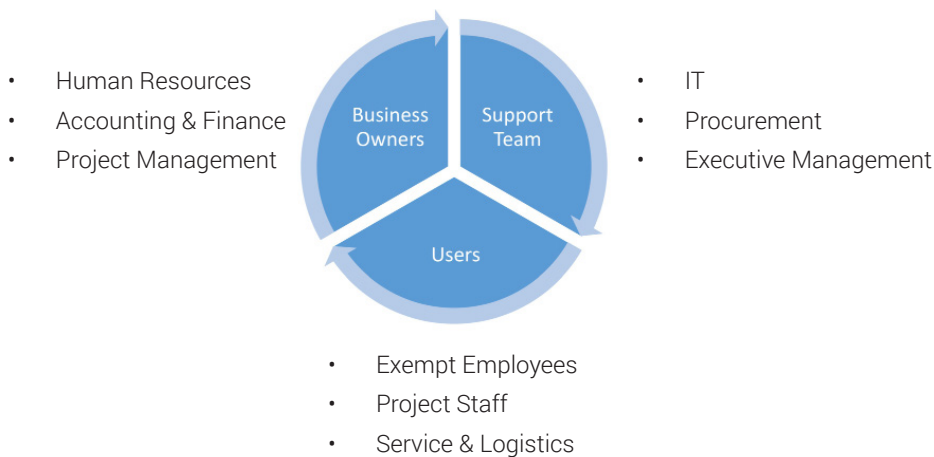 • Human Resources
• Accounting & Finance
• Project Management
Business
Owners
Support
Team
• IT
• Procurement
• Executive Management
Users
• Exempt Employees
• Project Staff
• Service & Logistics